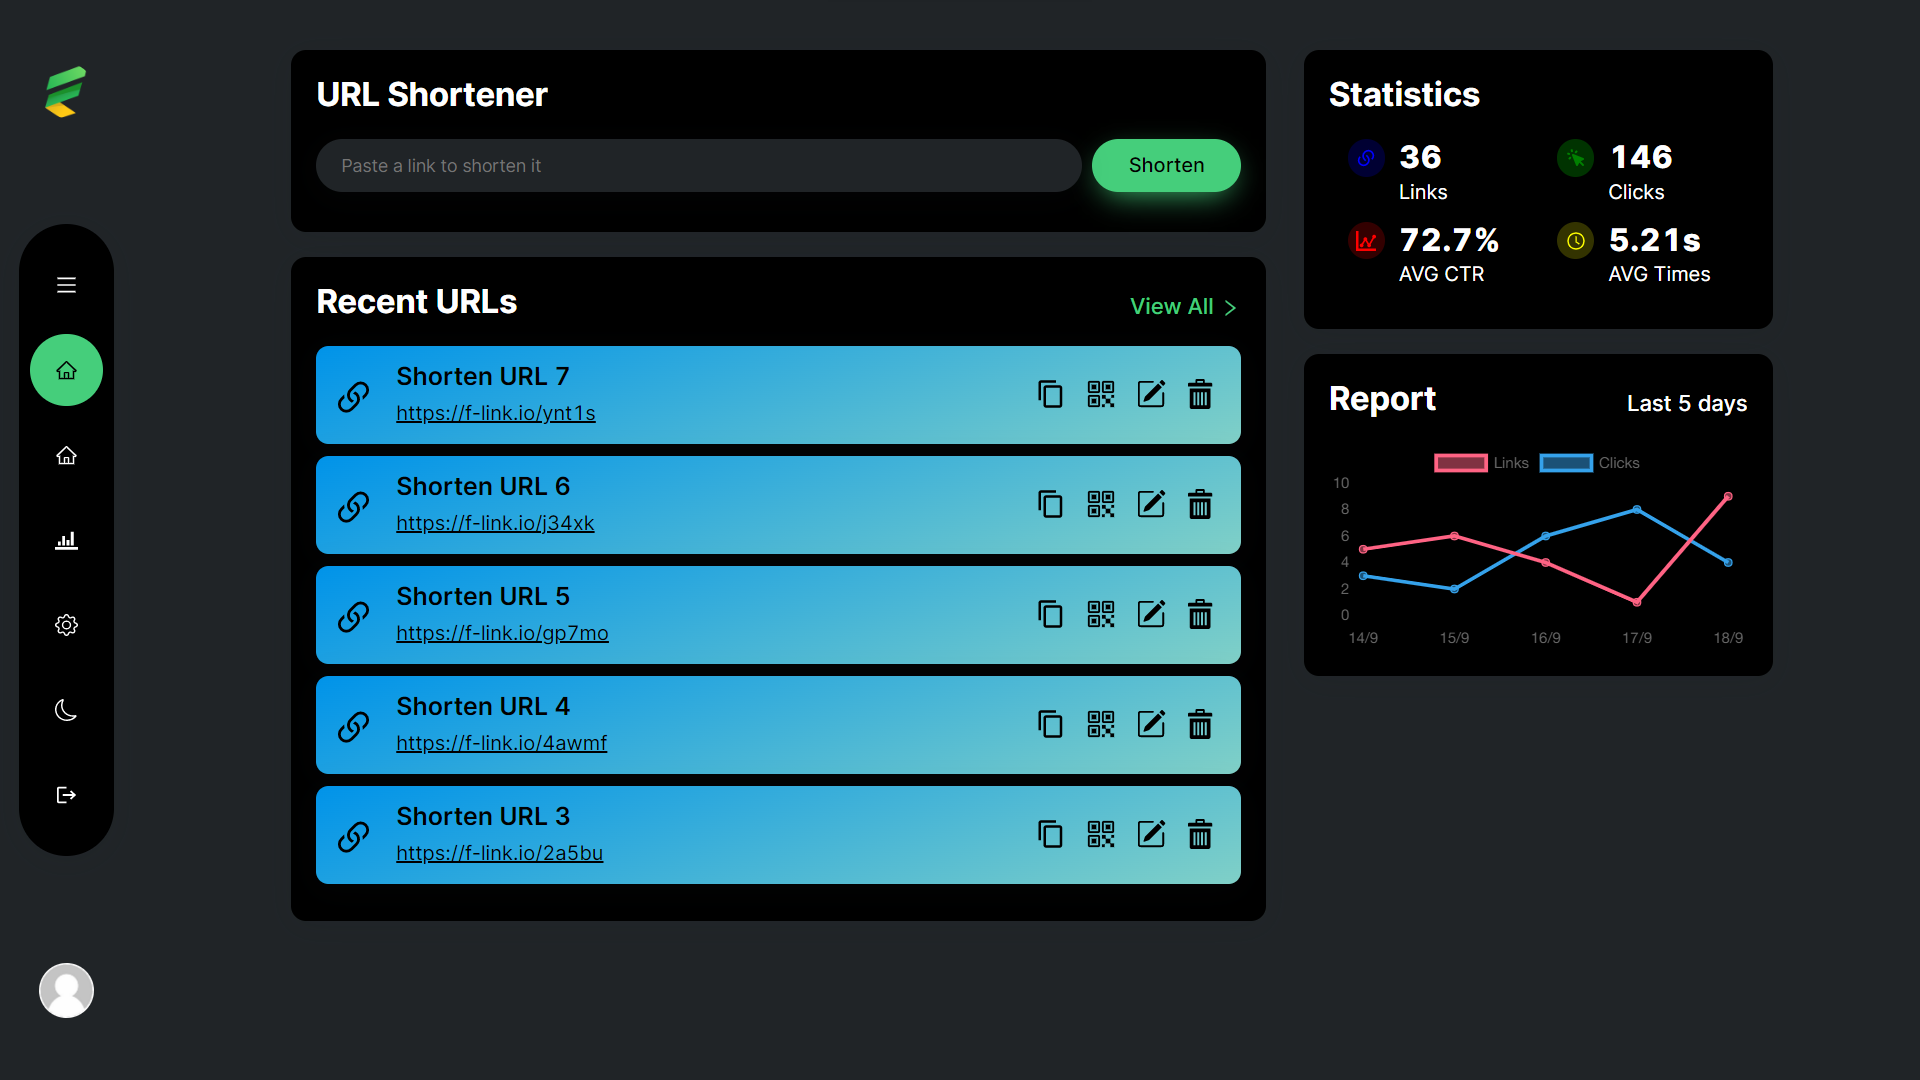 URL Shortener
Paste a link to shorten it
Shorten
Recent URLs
View All
Shorten URL 7
https://f-link.io/ynt1s
Shorten URL 6
https://f-link.io/j34xk
Shorten URL 5
https://f-link.io/gp7mo
Shorten URL 4
https://f-link.io/4awmf
Shorten URL 3
https://f-link.io/2a5bu
Statistics
36
Links
146
Clicks
72.7%
AVG CTR
5.21s
AVG Times
Report
Last 5 days
Links Clicks
10
8
6
4
2
0
14/9 15/9 16/9 17/9 18/9